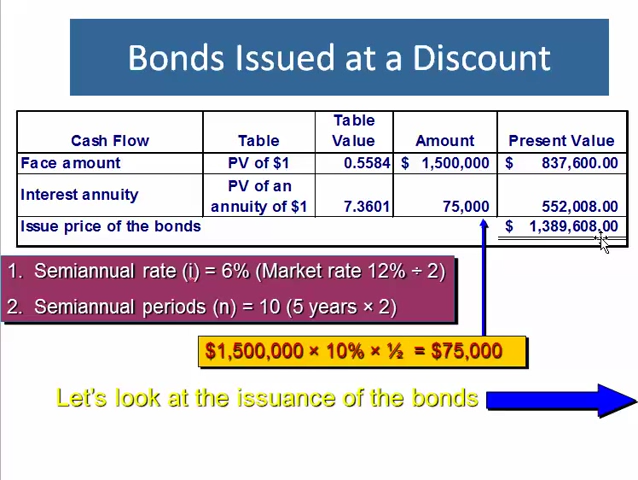 Bonds Issued at a Discount
Cash Flow Table Table Value Amount Present Value
Face amount PV of $1 0.5584 $ 1,500,000 $ 837,600.00
Interest annuity PV of an annuity of $1 7.3601 75,000 552,008.00
Issue price of the bonds $ 1,389,608.00
1. Semiannual rate (i) = 6% (Market rate 12% ÷ 2)
2. Semiannual periods (n) = 10 (5 years × 2)
$1,500,000 × 10% × ½ = $75,000
Let's look at the issuance of the bonds